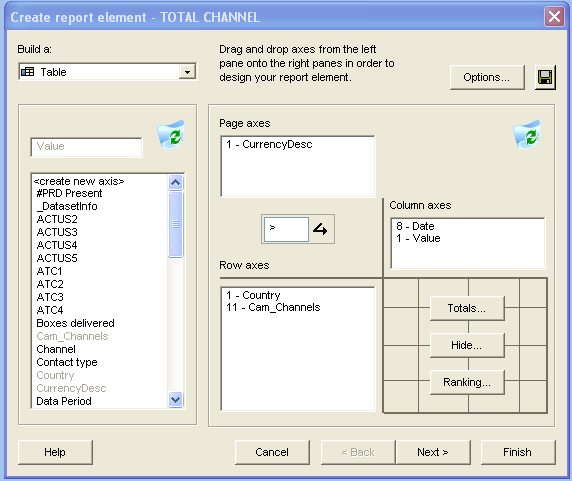 Create report element - TOTAL CHANNEL
Build a:
Table
Drag and drop axes from the left
pane onto the right panes in order to
design your report element.
Options...
Value
<create new axis>
#PRD Present
_DatasetInfo
ACTUS2
ACTUS3
ACTUS4
ACTUS5
ATC1
ATC2
ATC3
ATC4
Boxes delivered
Cam_Channels
Channel
Contact type
Country
CurrencyDesc
Data Period
Page axes
1 - CurrencyDesc
>
Column axes
8 - Date
1 - Value
Row axes
1 - Country
11 - Cam_Channels
Totals...
Hide...
Ranking...
Help
Cancel
< Back
Next >
Finish